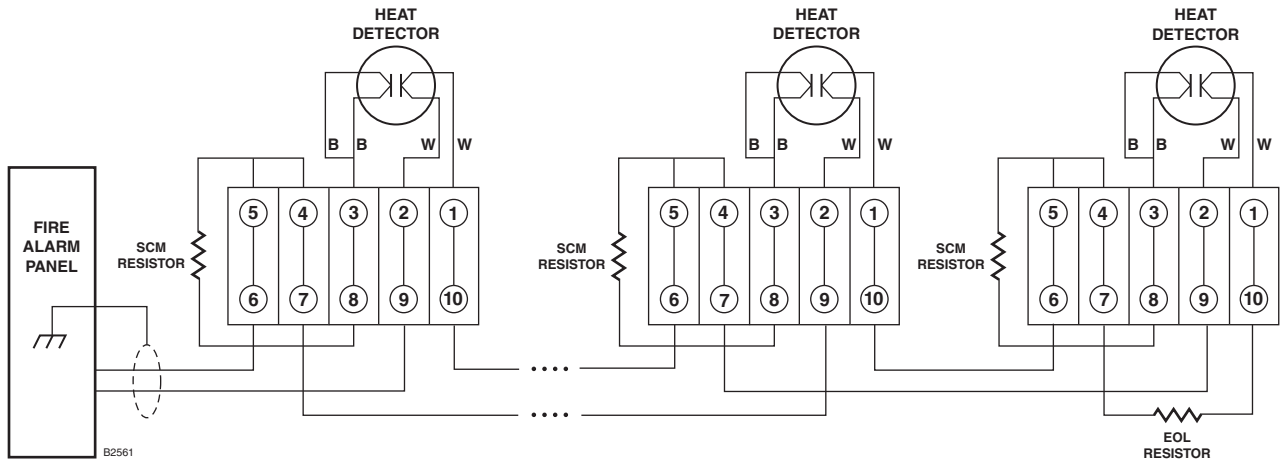 HEAT
DETECTOR
HEAT
DETECTOR
HEAT
DETECTOR
B B W W
B B W W
B B W W
FIRE
ALARM
PANEL
SCM
RESISTOR
5 4 3 2 1
6 7 8 9 10
SCM
RESISTOR
5 4 3 2 1
6 7 8 9 10
SCM
RESISTOR
5 4 3 2 1
6 7 8 9 10
EOL
RESISTOR
B2561